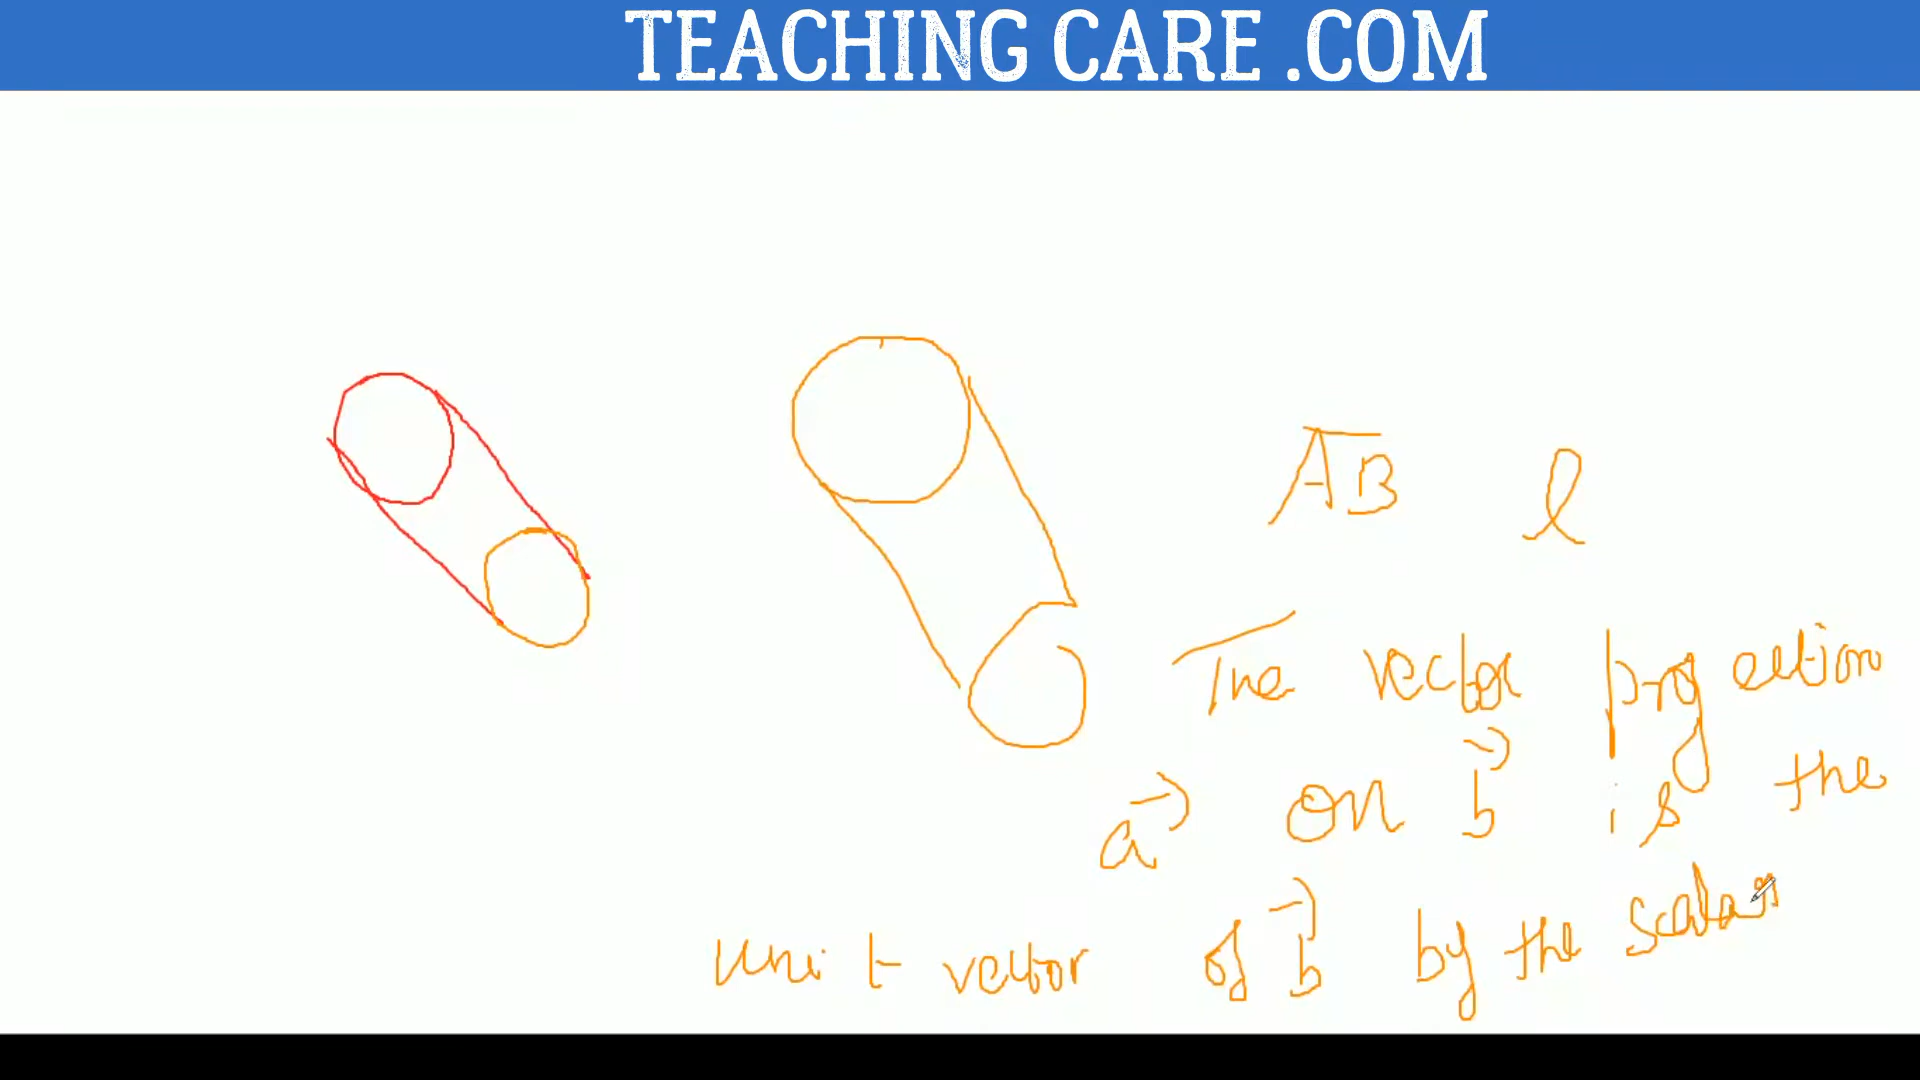 TEACHING CARE .COM
AB l
The vector projection
a on b is the
unit vector of b by the scalar